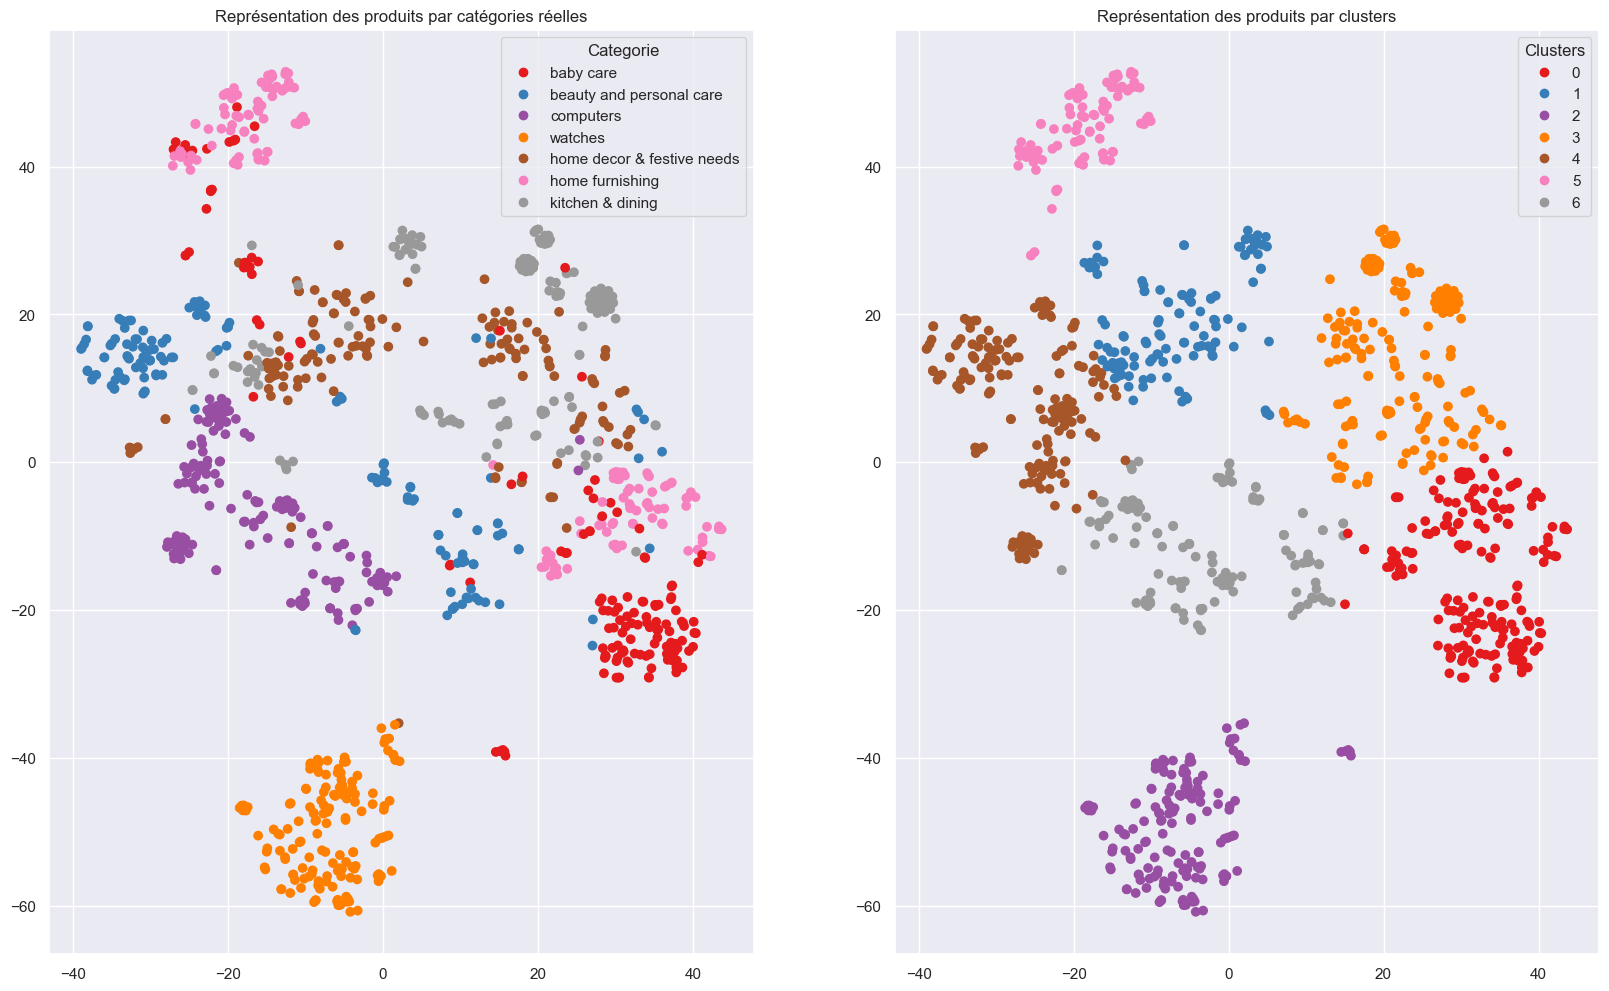 Représentation des produits par catégories réelles
Categorie
baby care
beauty and personal care
computers
watches
home decor & festive needs
home furnishing
kitchen & dining
40
20
0
−20
−40
−60
−40
−20
0
20
40
Représentation des produits par clusters
Clusters
0
1
2
3
4
5
6
40
20
0
−20
−40
−60
−40
−20
0
20
40